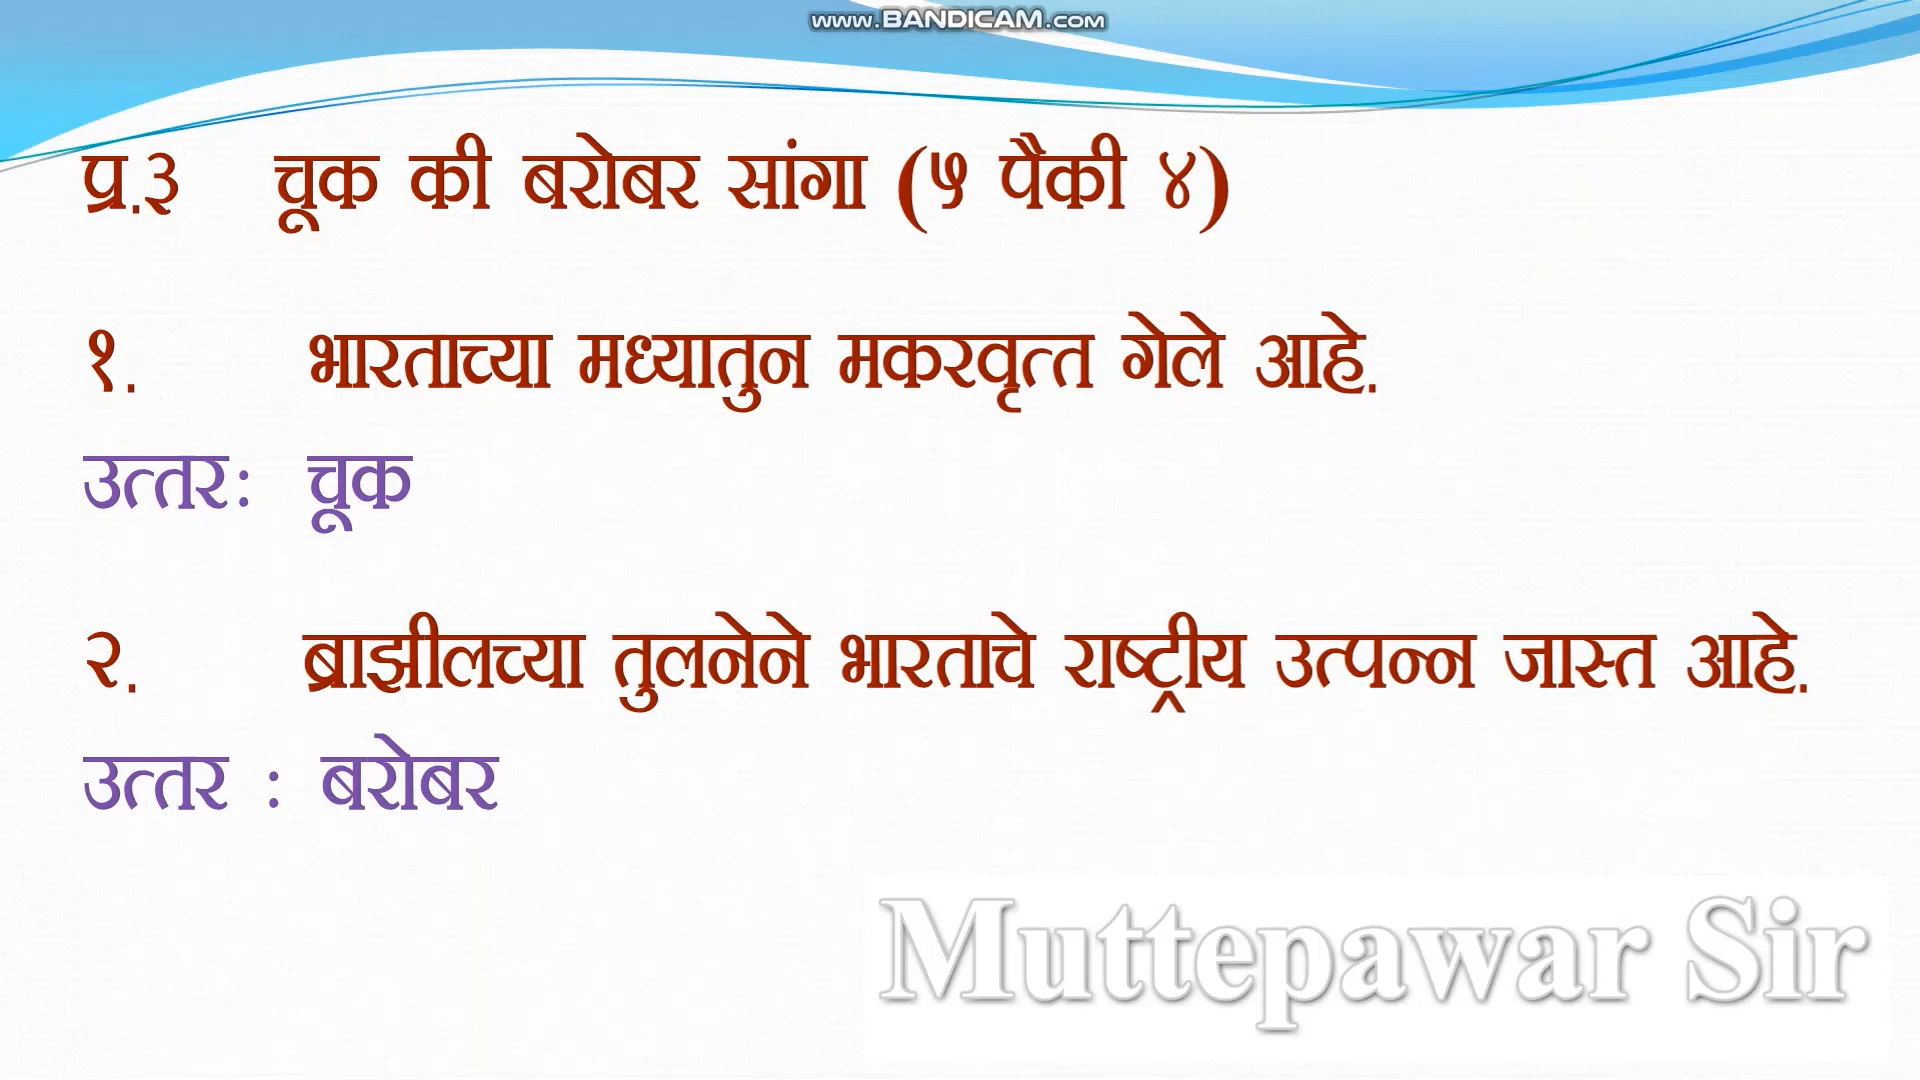 www.BANDICAM.com
प्र.३ चूक की बरोबर सांगा (५ पैकी ४)
१. भारताच्या मध्यातुन मकरवृत्त गेले आहे.
उत्तर: चूक
२. ब्राझीलच्या तुलनेने भारताचे राष्ट्रीय उत्पन्न जास्त आहे.
उत्तर : बरोबर
Muttepawar Sir